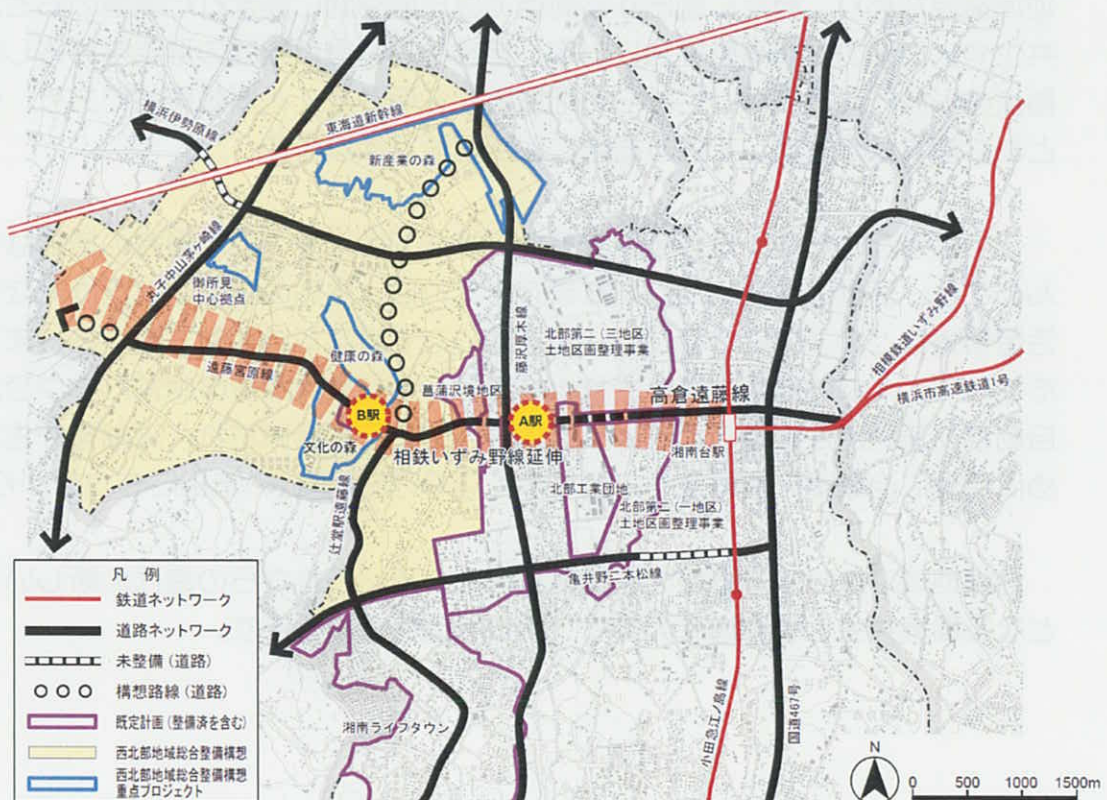 横浜伊勢原線
東海道新幹線
新産業の森
丸子中山茅ヶ崎線
御所見
中心拠点
藤沢厚木線
北部第二(三地区)
土地区画整理事業
相模鉄道いずみ野線
横浜市高速鉄道1号
健康の森
遠藤宮原線
菖蒲沢境地区
高倉遠藤線
B駅
A駅
文化の森
相鉄いずみ野線延伸
湘南台駅
辻堂駅遠藤線
北部工業団地
北部第二(一地区)
土地区画整理事業
亀井野二本松線
小田急江ノ島線
国道467号
湘南ライフタウン
凡 例
鉄道ネットワーク
道路ネットワーク
未整備(道路)
構想路線(道路)
既定計画(整備済を含む)
西北部地域総合整備構想
西北部地域総合整備構想
重点プロジェクト
N
0 500 1000 1500m